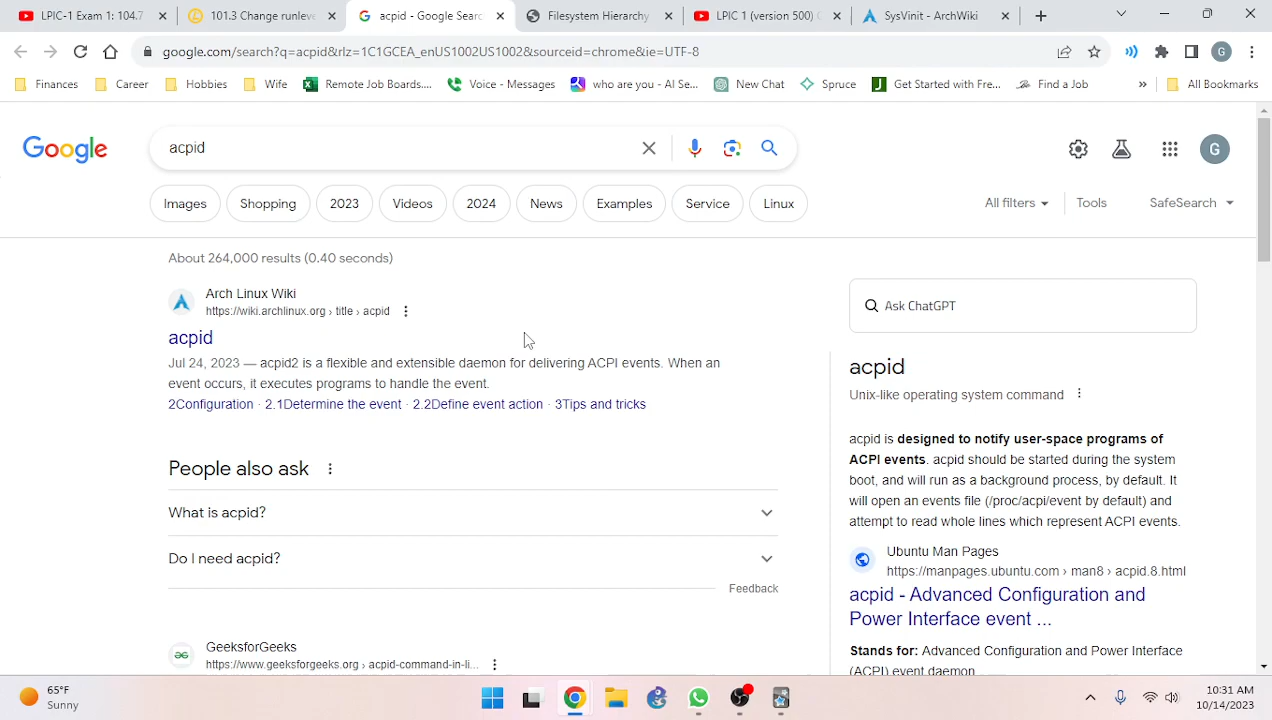 LPIC-1 Exam 1: 104.7
101.3 Change runleve
acpid - Google Searc
Filesystem Hierarchy
LPIC 1 (version 500) C
SysVinit - ArchWiki
google.com/search?q=acpid&rlz=1C1GCEA_enUS1002US1002&sourceid=chrome&ie=UTF-8
G
Finances
Career
Hobbies
Wife
Remote Job Boards....
Voice - Messages
who are you - AI Se...
New Chat
Spruce
Get Started with Fre...
Find a Job
»
All Bookmarks
Google
acpid
G
Images
Shopping
2023
Videos
2024
News
Examples
Service
Linux
All filters
Tools
SafeSearch
About 264,000 results (0.40 seconds)
Arch Linux Wiki
https://wiki.archlinux.org › title › acpid
acpid
Jul 24, 2023 — acpid2 is a flexible and extensible daemon for delivering ACPI events. When an
event occurs, it executes programs to handle the event.
2Configuration · 2.1Determine the event · 2.2Define event action · 3Tips and tricks
People also ask
What is acpid?
Do I need acpid?
Feedback
GeeksforGeeks
https://www.geeksforgeeks.org › acpid-command-in-li...
Ask ChatGPT
acpid
Unix-like operating system command
acpid is designed to notify user-space programs of
ACPI events. acpid should be started during the system
boot, and will run as a background process, by default. It
will open an events file (/proc/acpi/event by default) and
attempt to read whole lines which represent ACPI events.
Ubuntu Man Pages
https://manpages.ubuntu.com › man8 › acpid.8.html
acpid - Advanced Configuration and
Power Interface event ...
Stands for: Advanced Configuration and Power Interface
(ACPI) event daemon
65°F
Sunny
10:31 AM
10/14/2023